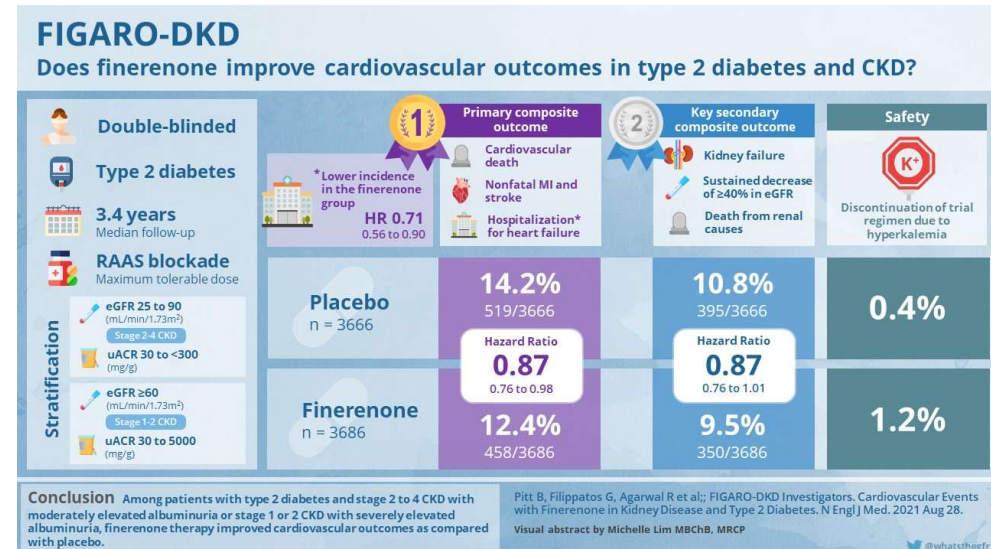 FIGARO-DKD
Does finerenone improve cardiovascular outcomes in type 2 diabetes and CKD?
Double-blinded
Type 2 diabetes
3.4 years
Median follow-up
RAAS blockade
Maximum tolerable dose
Stratification
eGFR 25 to 90
(mL/min/1.73m²)
Stage 2-4 CKD
uACR 30 to <300
(mg/g)
eGFR ≥60
(mL/min/1.73m²)
Stage 1-2 CKD
uACR 30 to 5000
(mg/g)
*Lower incidence
in the finerenone
group
HR 0.71
0.56 to 0.90
1
Primary composite
outcome
Cardiovascular
death
Nonfatal MI and
stroke
Hospitalization*
for heart failure
2
Key secondary
composite outcome
Kidney failure
Sustained decrease
of ≥40% in eGFR
Death from renal
causes
Safety
K+
Discontinuation of trial
regimen due to
hyperkalemia
Placebo
n = 3666
14.2%
519/3666
10.8%
395/3666
0.4%
Hazard Ratio
0.87
0.76 to 0.98
Hazard Ratio
0.87
0.76 to 1.01
Finerenone
n = 3686
12.4%
458/3686
9.5%
350/3686
1.2%
Conclusion Among patients with type 2 diabetes and stage 2 to 4 CKD with
moderately elevated albuminuria or stage 1 or 2 CKD with severely elevated
albuminuria, finerenone therapy improved cardiovascular outcomes as compared
with placebo.
Pitt B, Filippatos G, Agarwal R et al;; FIGARO-DKD Investigators. Cardiovascular Events
with Finerenone in Kidney Disease and Type 2 Diabetes. N Engl J Med. 2021 Aug 28.
Visual abstract by Michelle Lim MBChB, MRCP
@whatsthegfr